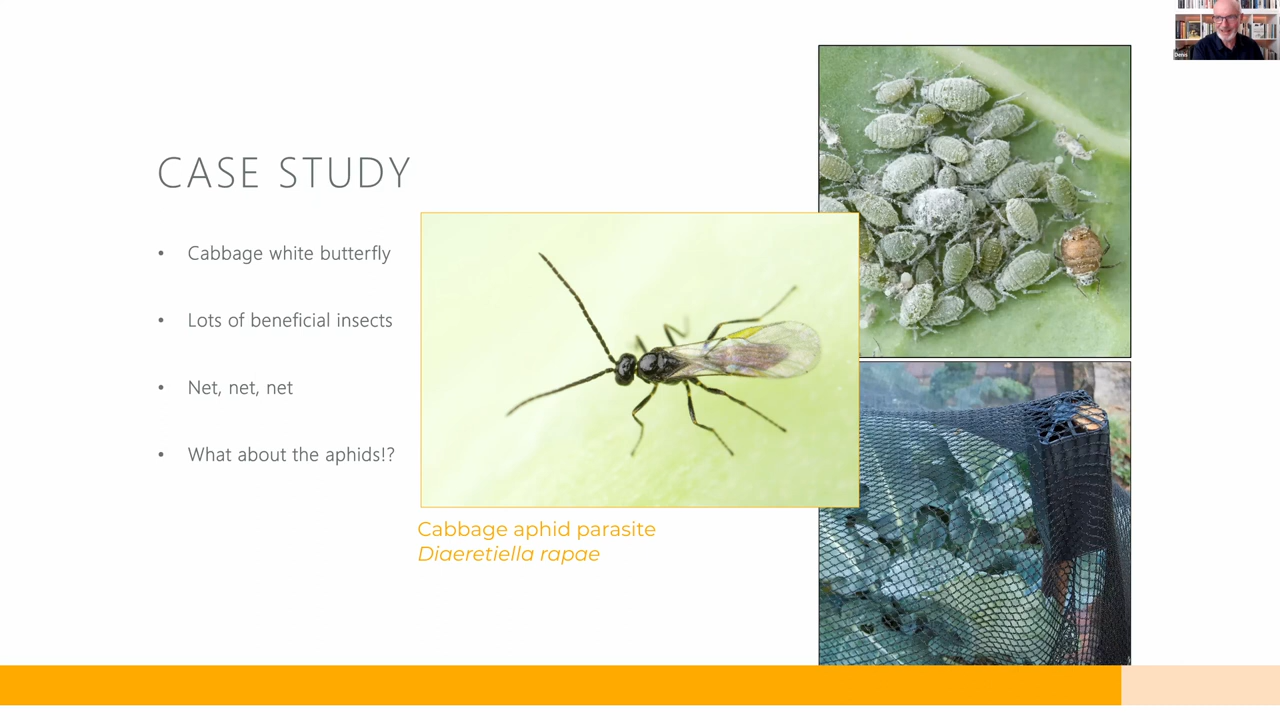 CASE STUDY
• Cabbage white butterfly
• Lots of beneficial insects
• Net, net, net
• What about the aphids!?
Cabbage aphid parasite
Diaeretiella rapae
Denis